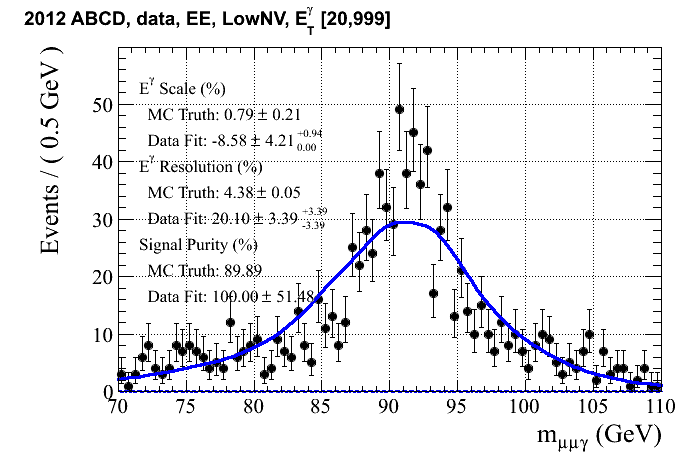 2012 ABCD, data, EE, LowNV, E_T^γ [20,999]
Events / ( 0.5 GeV )
E^γ Scale (%)
MC Truth: 0.79 ± 0.21
Data Fit: -8.58 ± 4.21 +0.94 0.00
E^γ Resolution (%)
MC Truth: 4.38 ± 0.05
Data Fit: 20.10 ± 3.39 +3.39 -3.39
Signal Purity (%)
MC Truth: 89.89
Data Fit: 100.00 ± 51.48
50
40
30
20
10
0
70 75 80 85 90 95 100 105 110
m_μμγ (GeV)